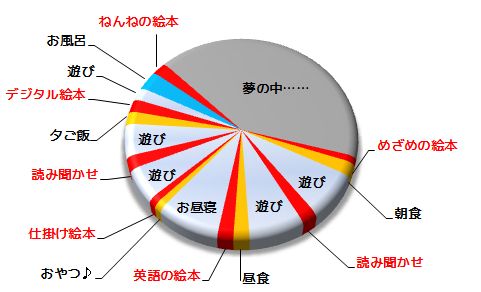 ねんねの絵本
お風呂
遊び
デジタル絵本
夕ご飯
遊び
読み聞かせ
遊び
仕掛け絵本
おやつ♪
お昼寝
英語の絵本
昼食
遊び
読み聞かせ
遊び
朝食
めざめの絵本
夢の中……